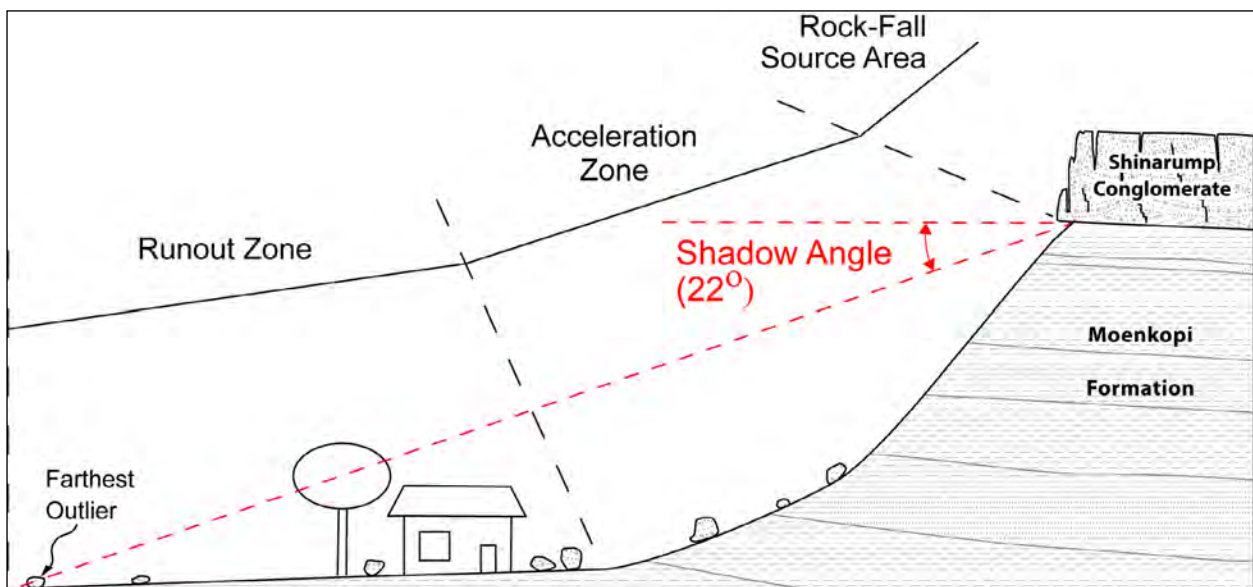 Rock-Fall
Source Area
Acceleration
Zone
Shinarump
Conglomerate
Runout Zone
Shadow Angle
(22°)
Moenkopi
Formation
Farthest
Outlier